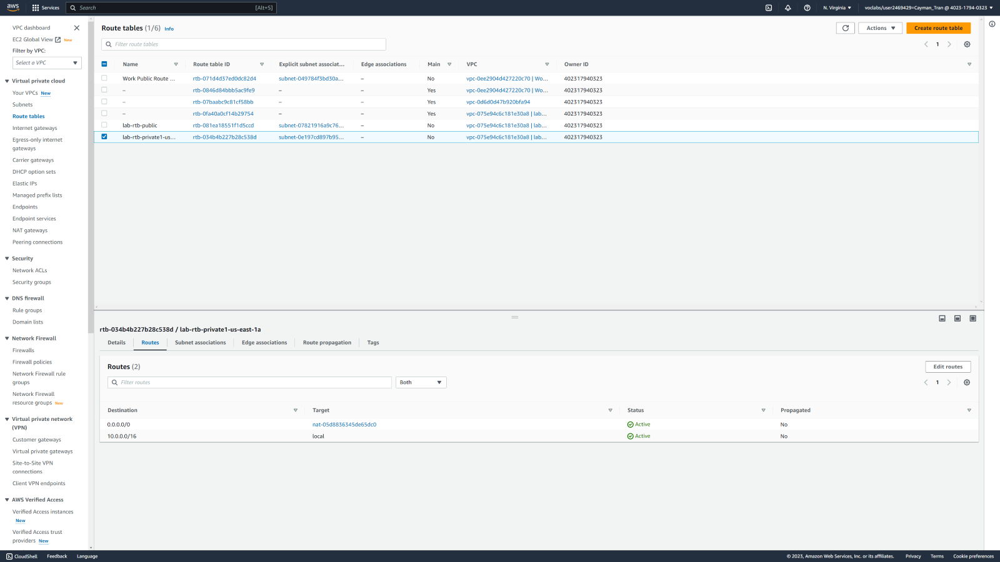 aws Services Search [Alt+S] N. Virginia voclabs/user2469429=Cayman_Tran @ 4023-1794-0323
VPC dashboard
EC2 Global View New
Filter by VPC:
Select a VPC
Virtual private cloud
Your VPCs New
Subnets
Route tables
Internet gateways
Egress-only internet
gateways
Carrier gateways
DHCP option sets
Elastic IPs
Managed prefix lists
Endpoints
Endpoint services
NAT gateways
Peering connections
Security
Network ACLs
Security groups
DNS firewall
Rule groups
Domain lists
Network Firewall
Firewalls
Firewall policies
Network Firewall rule
groups
Network Firewall
resource groups New
Virtual private network
(VPN)
Customer gateways
Virtual private gateways
Site-to-Site VPN
connections
Client VPN endpoints
AWS Verified Access
Verified Access instances
New
Verified Access trust
providers New
Route tables (1/6) Info Actions Create route table
Filter route tables 1
Name Route table ID Explicit subnet associat... Edge associations Main VPC Owner ID
Work Public Route ... rtb-071d4d37ed0dc82d4 subnet-049784f3bd30a... – No vpc-0ee2904d427220c70 | Wo... 402317940323
– rtb-0846d84bbb5ac9fe9 – – Yes vpc-0ee2904d427220c70 | Wo... 402317940323
– rtb-07baabc9c81cf58bb – – Yes vpc-0d6d0d47b920bfa94 402317940323
– rtb-0fa40a0cf14b29754 – – Yes vpc-075e94c6c181e30a8 | lab... 402317940323
lab-rtb-public rtb-081ea18551f1d5ccd subnet-07821916a9c76... – No vpc-075e94c6c181e30a8 | lab... 402317940323
lab-rtb-private1-us... rtb-034b4b227b28c538d subnet-0e197cd897b95... – No vpc-075e94c6c181e30a8 | lab... 402317940323
rtb-034b4b227b28c538d / lab-rtb-private1-us-east-1a
Details Routes Subnet associations Edge associations Route propagation Tags
Routes (2) Edit routes
Filter routes Both 1
Destination Target Status Propagated
0.0.0.0/0 nat-05d8836345de65dc0 Active No
10.0.0.0/16 local Active No
CloudShell Feedback Language © 2023, Amazon Web Services, Inc. or its affiliates. Privacy Terms Cookie preferences